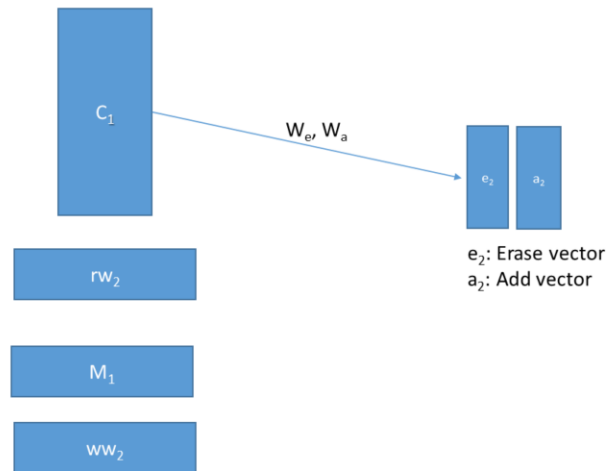 C₁
Wₑ, Wₐ
e₂
a₂
e₂: Erase vector
a₂: Add vector
rw₂
M₁
ww₂